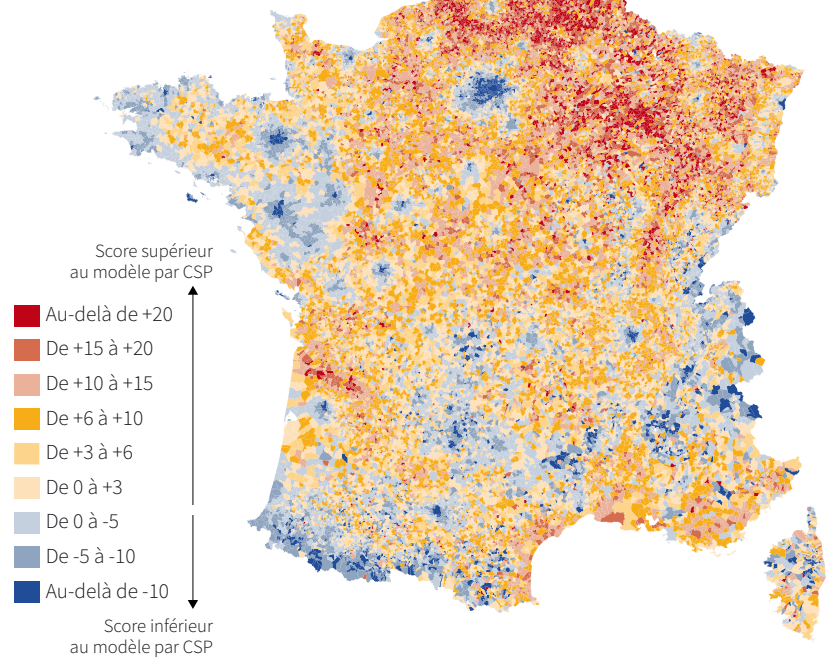 Score supérieur
au modèle par CSP
Au-delà de +20
De +15 à +20
De +10 à +15
De +6 à +10
De +3 à +6
De 0 à +3
De 0 à -5
De -5 à -10
Au-delà de -10
Score inférieur
au modèle par CSP